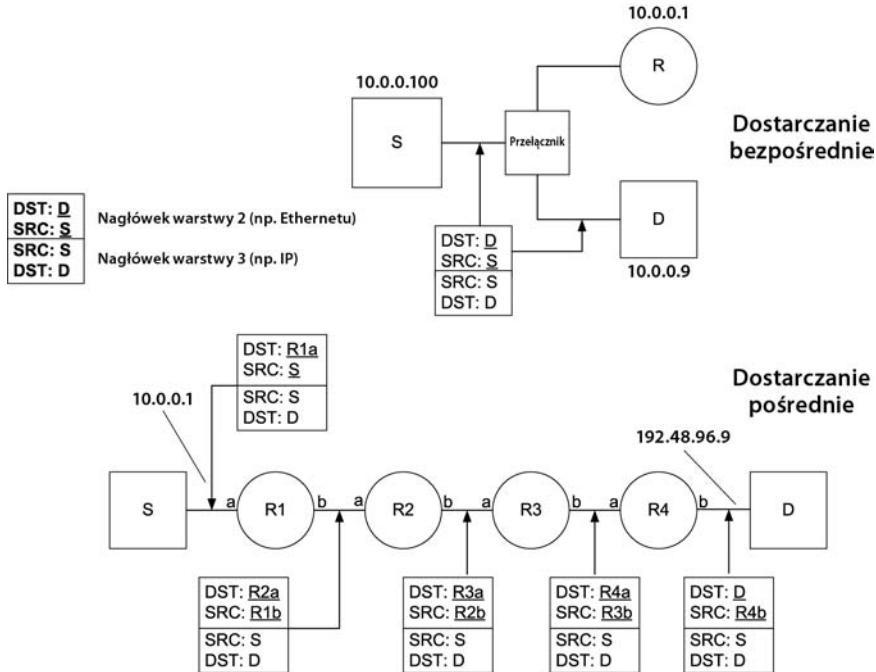 10.0.0.1
R
10.0.0.100
S
Przełącznik
Dostarczanie
bezpośrednie
D
10.0.0.9
DST: D
SRC: S
SRC: S
DST: D
Nagłówek warstwy 2 (np. Ethernetu)
Nagłówek warstwy 3 (np. IP)
DST: D
SRC: S
SRC: S
DST: D
Dostarczanie
pośrednie
DST: R1a
SRC: S
SRC: S
DST: D
10.0.0.1
192.48.96.9
S
a
R1
b
a
R2
b
a
R3
b
a
R4
b
D
DST: R2a
SRC: R1b
SRC: S
DST: D
DST: R3a
SRC: R2b
SRC: S
DST: D
DST: R4a
SRC: R3b
SRC: S
DST: D
DST: D
SRC: R4b
SRC: S
DST: D